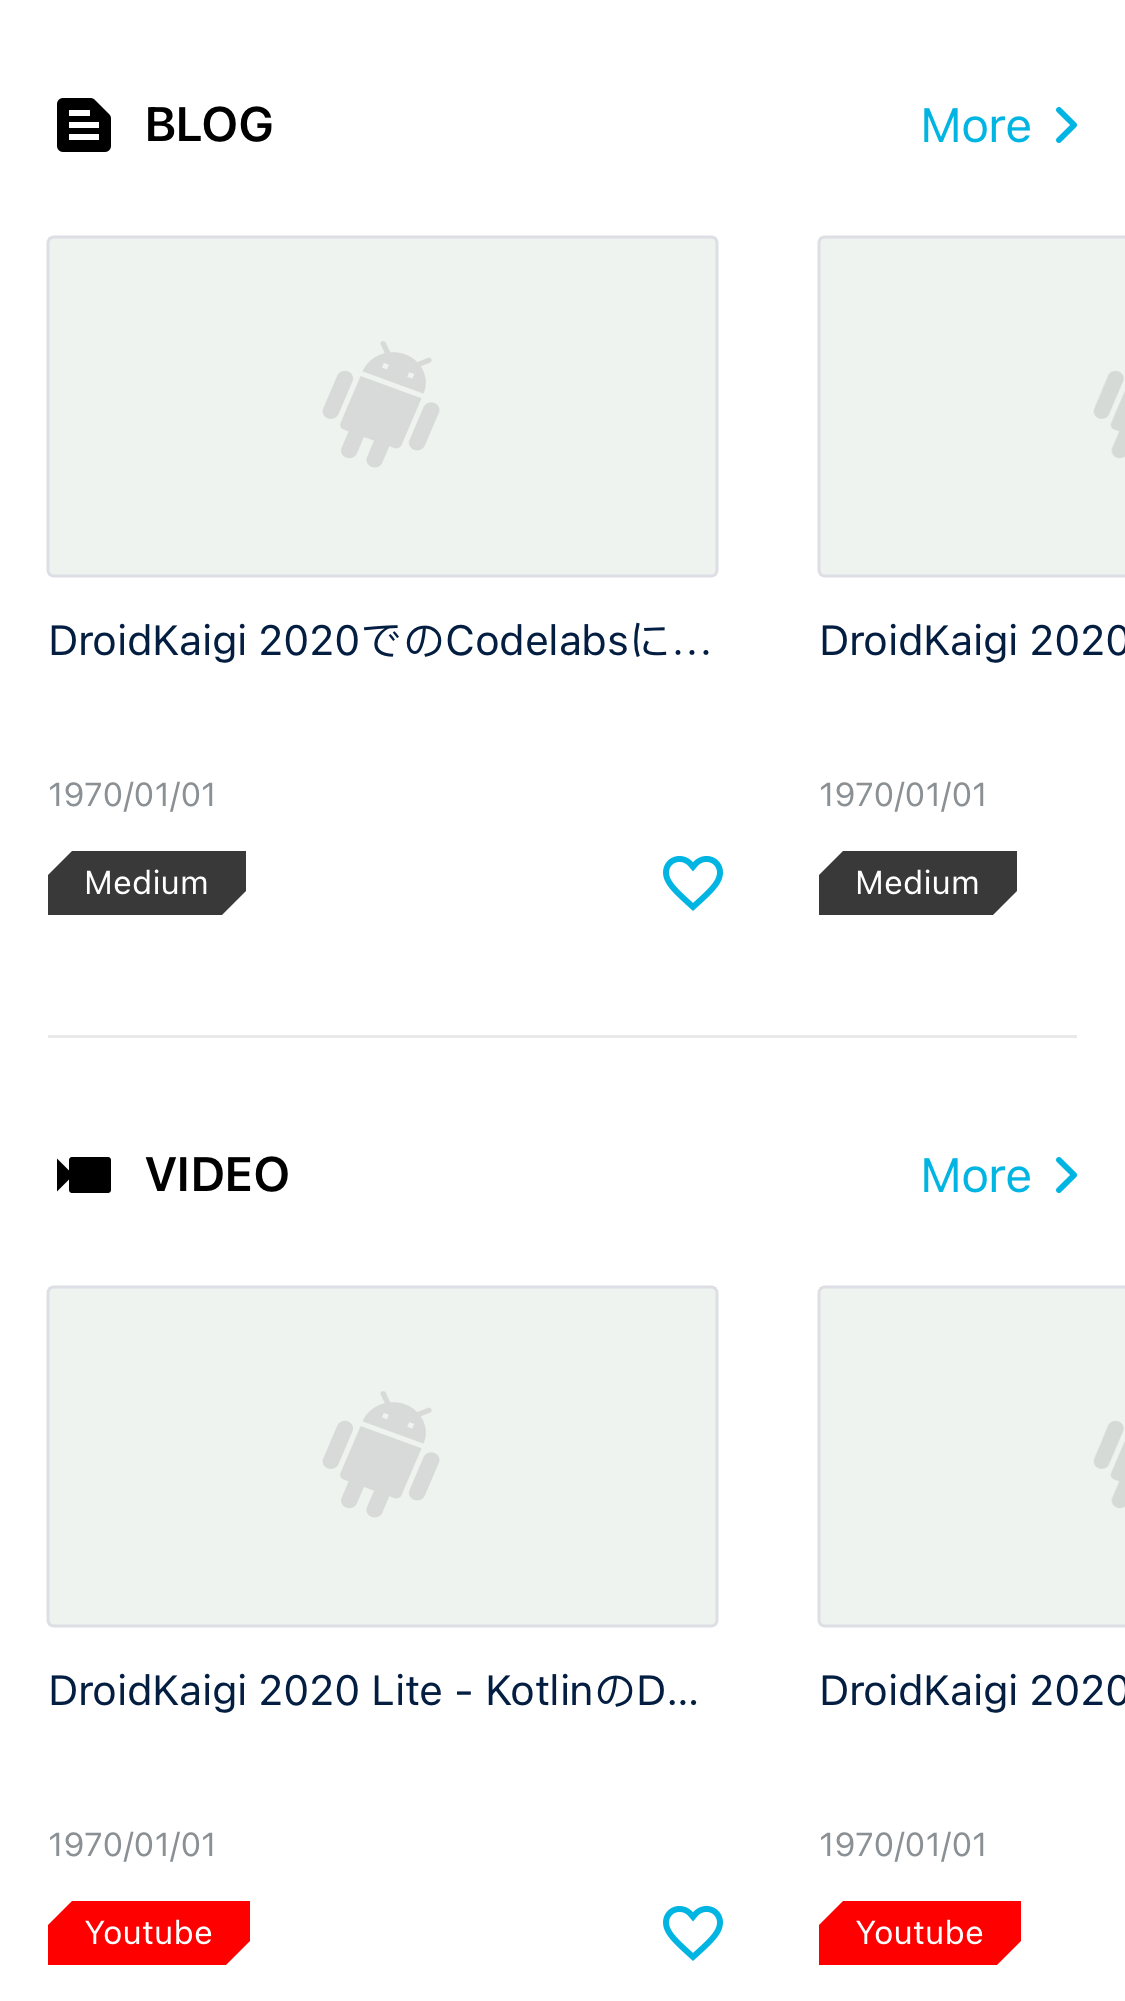 BLOG
More
DroidKaigi 2020でのCodelabsに...
DroidKaigi 2020
1970/01/01
1970/01/01
Medium
Medium
VIDEO
More
DroidKaigi 2020 Lite - KotlinのD...
DroidKaigi 2020
1970/01/01
1970/01/01
Youtube
Youtube